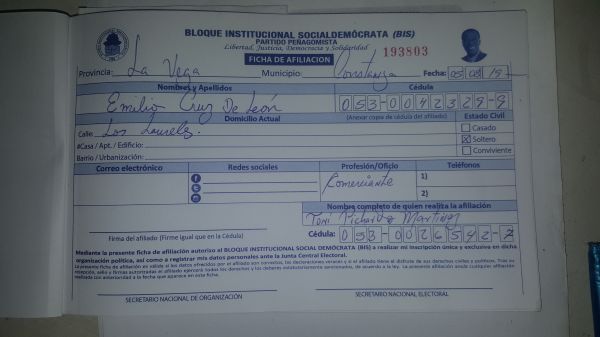 BLOQUE INSTITUCIONAL SOCIALDEMÓCRATA (BIS)
PARTIDO PEÑAGOMISTA
Libertad, Justicia, Democracia y Solidaridad
193803
FICHA DE AFILIACION
Provincia: La Vega Municipio: Constanza Fecha:
Nombres y Apellidos Cédula
Emilio Cruz De León 053-0042329-9
Domicilio Actual (Anexar copia de cédula del afiliado) Estado Civil
Calle: Los Laureles. Casado
#Casa / Apt. / Edificio: X Soltero
Barrio / Urbanización: Conviviente
Correo electrónico Redes sociales Profesión/Oficio Teléfonos
Comerciante 1)
2)
Nombre completo de quien realiza la afiliación
Toni Richard Martinez
Firma del afiliado (Firme igual que en la Cédula) Cédula: 053-0026542-7
Mediante la presente ficha de afiliación autorizo al BLOQUE INSTITUCIONAL SOCIAL DEMÓCRATA (BIS) a realizar mi inscripción única y exclusiva en dicha
organización política, así como a registrar mis datos personales ante la Junta Central Electoral.
SECRETARIO NACIONAL DE ORGANIZACIÓN SECRETARIO NACIONAL ELECTORAL